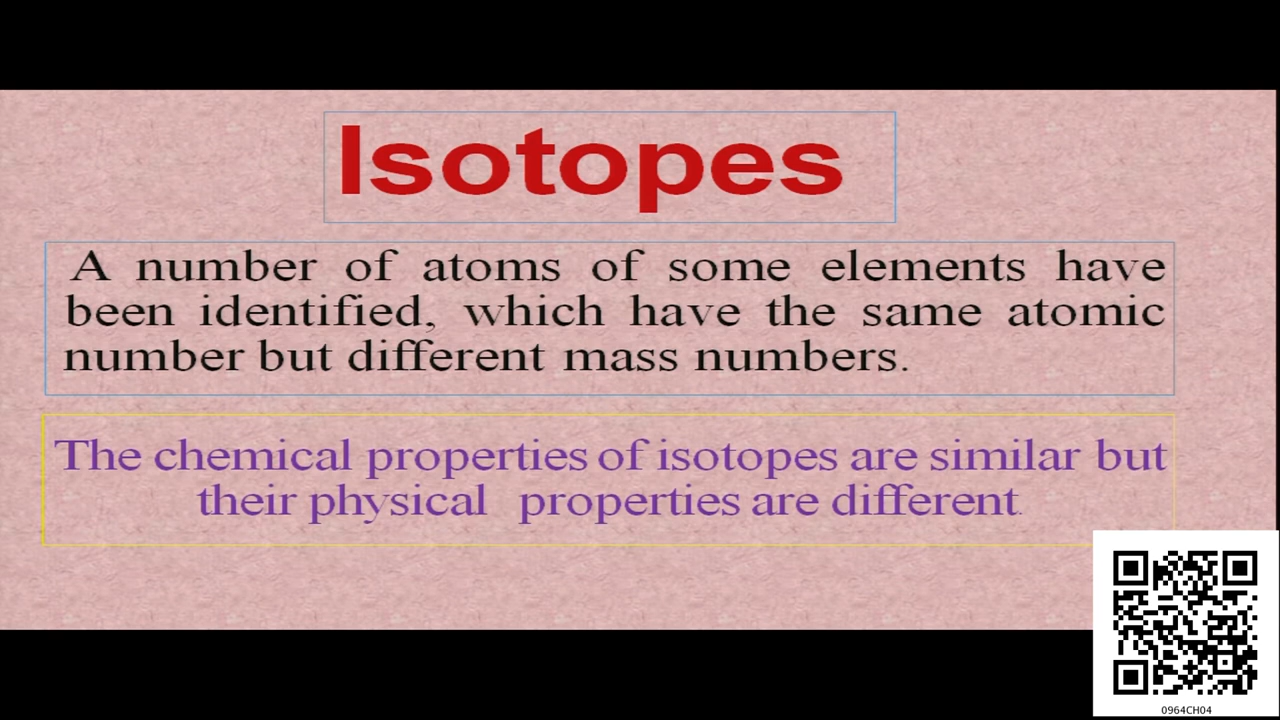 Isotopes
A number of atoms of some elements have
been identified, which have the same atomic
number but different mass numbers.
The chemical properties of isotopes are similar but
their physical properties are different
0964CH04